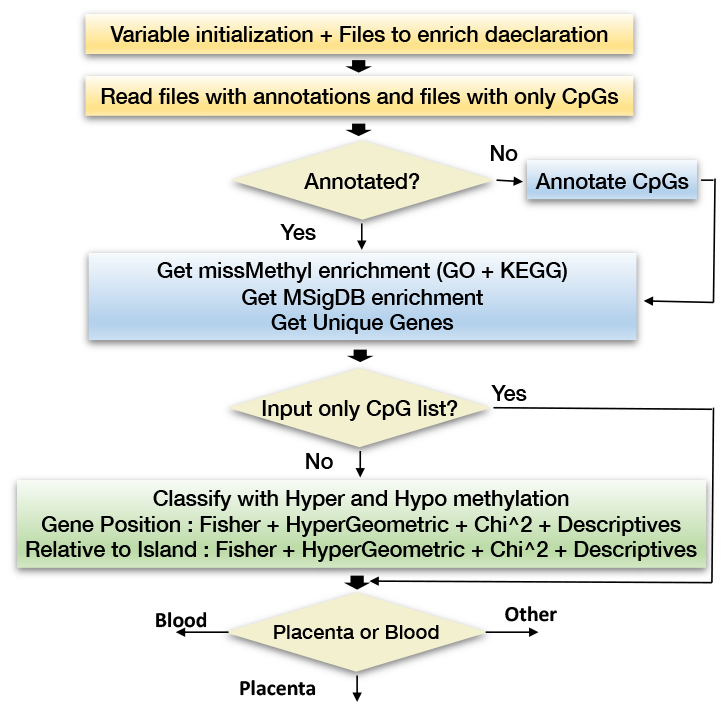 Variable initialization + Files to enrich daeclaration
Read files with annotations and files with only CpGs
No
Annotated?
Annotate CpGs
Yes
Get missMethyl enrichment (GO + KEGG)
Get MSigDB enrichment
Get Unique Genes
Yes
Input only CpG list?
No
Classify with Hyper and Hypo methylation
Gene Position : Fisher + HyperGeometric + Chi^2 + Descriptives
Relative to Island : Fisher + HyperGeometric + Chi^2 + Descriptives
Blood
Other
Placenta or Blood
Placenta